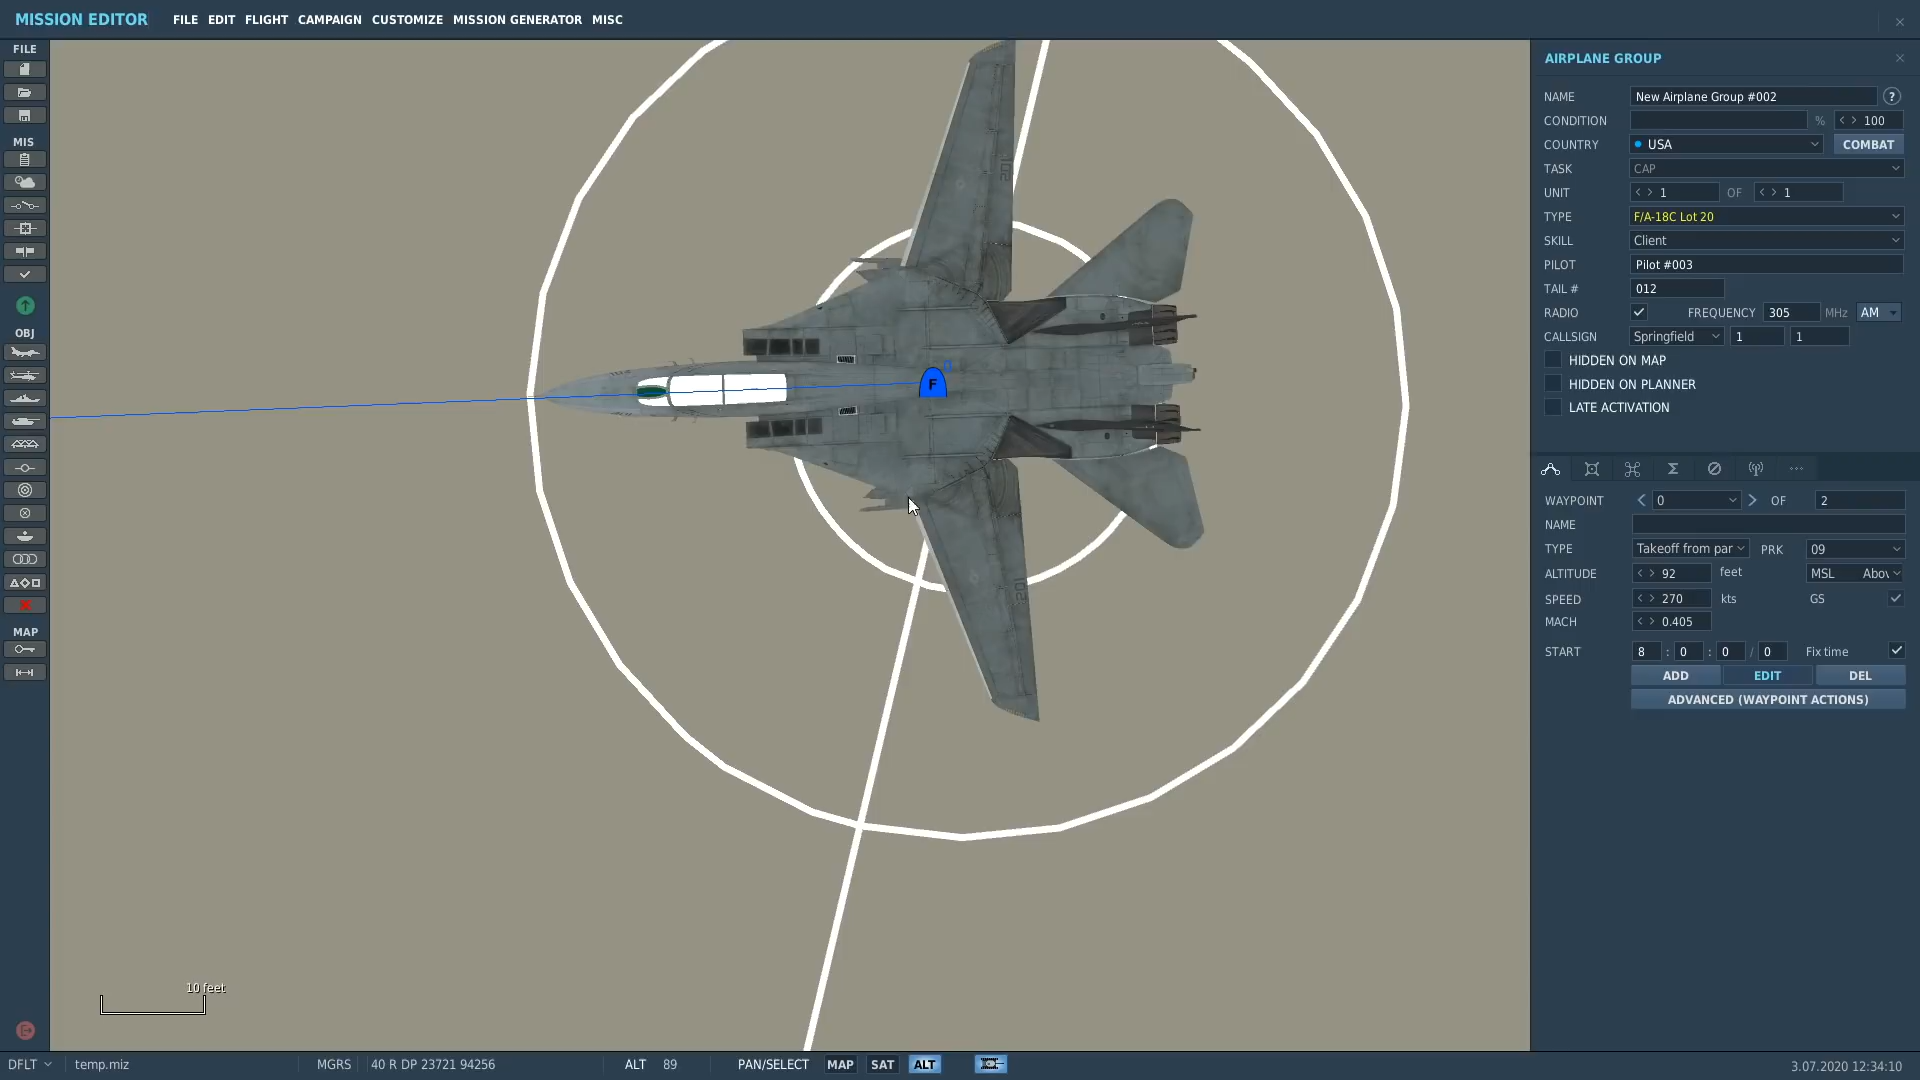 MISSION EDITOR FILE EDIT FLIGHT CAMPAIGN CUSTOMIZE MISSION GENERATOR MISC
FILE
MIS
OBJ
MAP
102
102
F
0
10 feet
AIRPLANE GROUP
NAME New Airplane Group #002 ?
CONDITION % < > 100
COUNTRY USA COMBAT
TASK CAP
UNIT < > 1 OF < > 1
TYPE F/A-18C Lot 20
SKILL Client
PILOT Pilot #003
TAIL # 012
RADIO FREQUENCY 305 MHz AM
CALLSIGN Springfield 1 1
HIDDEN ON MAP
HIDDEN ON PLANNER
LATE ACTIVATION
WAYPOINT < 0 > OF 2
NAME
TYPE Takeoff from par PRK 09
ALTITUDE < > 92 feet MSL Abov
SPEED < > 270 kts GS
MACH < > 0.405
START 8 : 0 : 0 / 0 Fix time
ADD EDIT DEL
ADVANCED (WAYPOINT ACTIONS)
DFLT temp.miz MGRS 40 R DP 23721 94256 ALT 89 PAN/SELECT MAP SAT ALT 3.07.2020 12:34:10